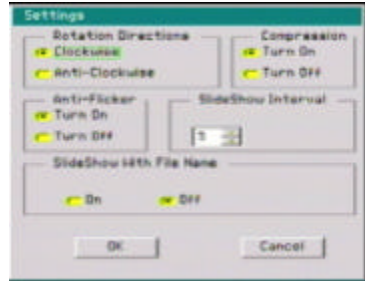 Settings
Rotation Directions
Compression
Clockwise
Turn On
Anti-Clockwise
Turn Off
Anti-Flicker
SlideShow Interval
Turn On
Turn Off
SlideShow With File Name
On Off
OK Cancel